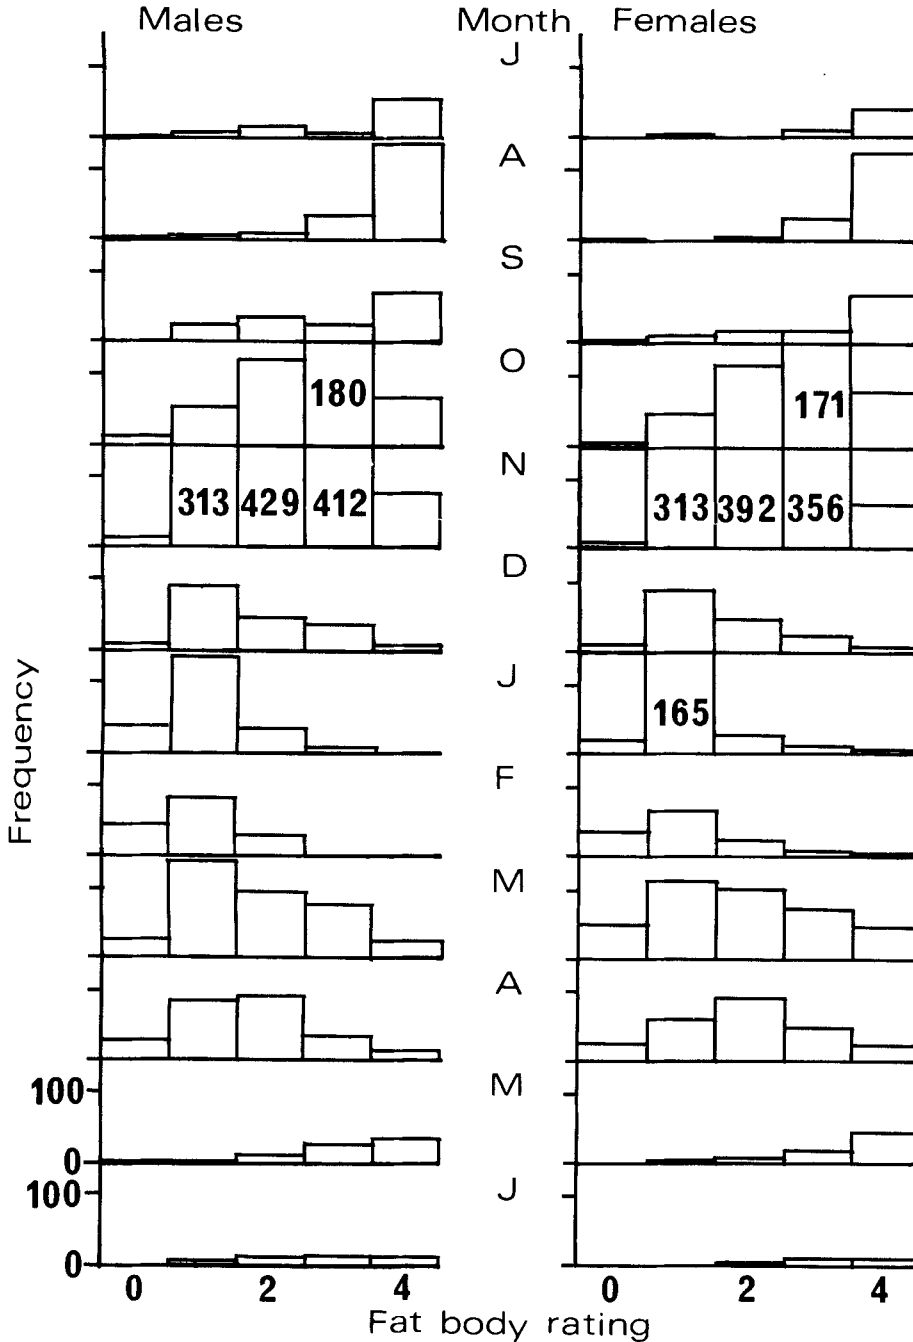 Males Month Females
J
A
S
O
180 171
N
313 429 412 313 392 356
D
J
165
F
M
A
M
100
0
J
100
0
0 2 4 0 2 4
Fat body rating
Frequency